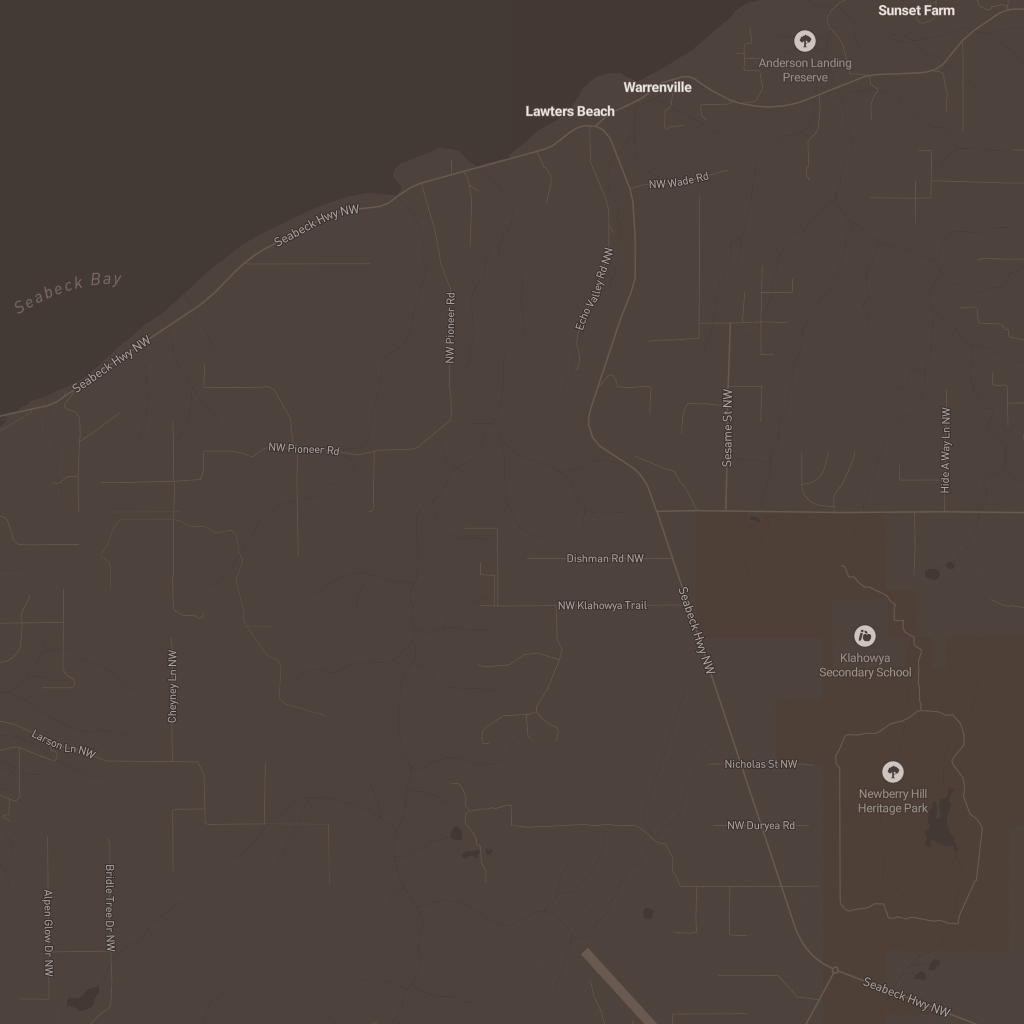 Sunset Farm
Anderson Landing
Preserve
Warrenville
Lawters Beach
NW Wade Rd
Seabeck Hwy NW
Seabeck Bay
Echo Valley Rd NW
NW Pioneer Rd
Seabeck Hwy NW
Sesame St NW
Hide A Way Ln NW
NW Pioneer Rd
Dishman Rd NW
NW Klahowya Trail
Seabeck Hwy NW
Klahowya
Secondary School
Cheyney Ln NW
Larson Ln NW
Nicholas St NW
Newberry Hill
Heritage Park
NW Duryea Rd
Bridle Tree Dr NW
Alpen Glow Dr NW
Seabeck Hwy NW